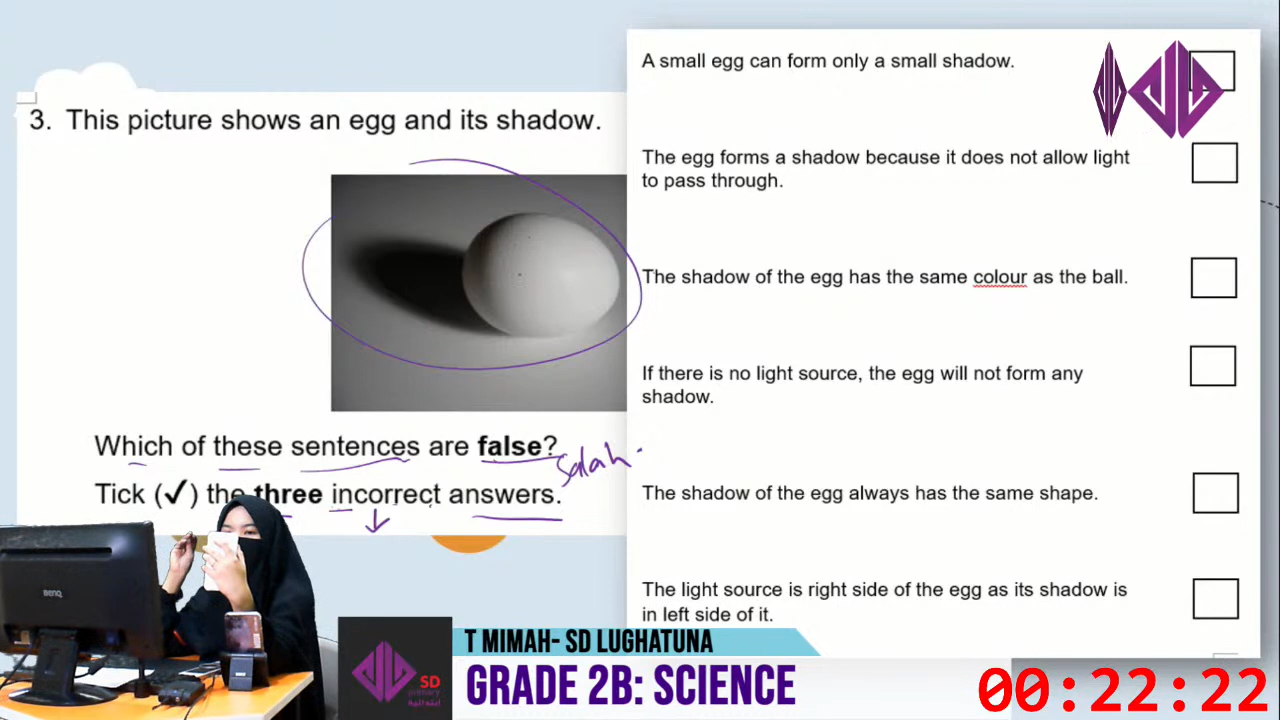 3. This picture shows an egg and its shadow.
Which of these sentences are false?
salah.
Tick (✓) the three incorrect answers.
A small egg can form only a small shadow.
The egg forms a shadow because it does not allow light
to pass through.
The shadow of the egg has the same colour as the ball.
If there is no light source, the egg will not form any
shadow.
The shadow of the egg always has the same shape.
The light source is right side of the egg as its shadow is
in left side of it.
BenQ
SD
primary
ابتدائية
T MIMAH- SD LUGHATUNA
GRADE 2B: SCIENCE
00:22:22